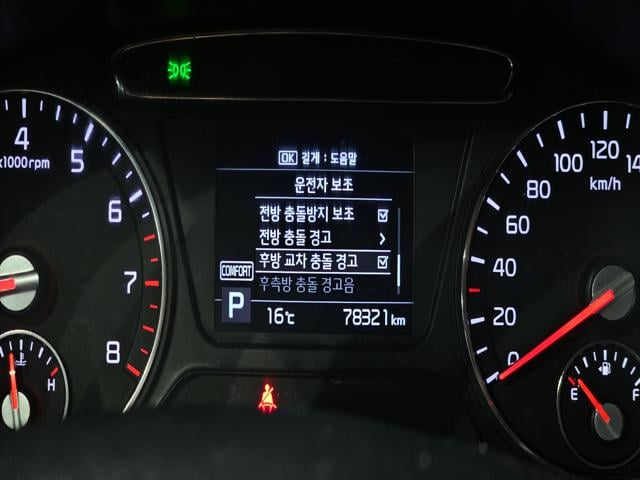 OK 길게 : 도움말
운전자 보조
전방 충돌방지 보조
전방 충돌 경고
후방 교차 충돌 경고
후측방 충돌 경고음
COMFORT
P 16℃ 78321 km
4
x1000rpm
5
6
7
8
H
0
20
40
60
80
100
120
14
km/h
E
F